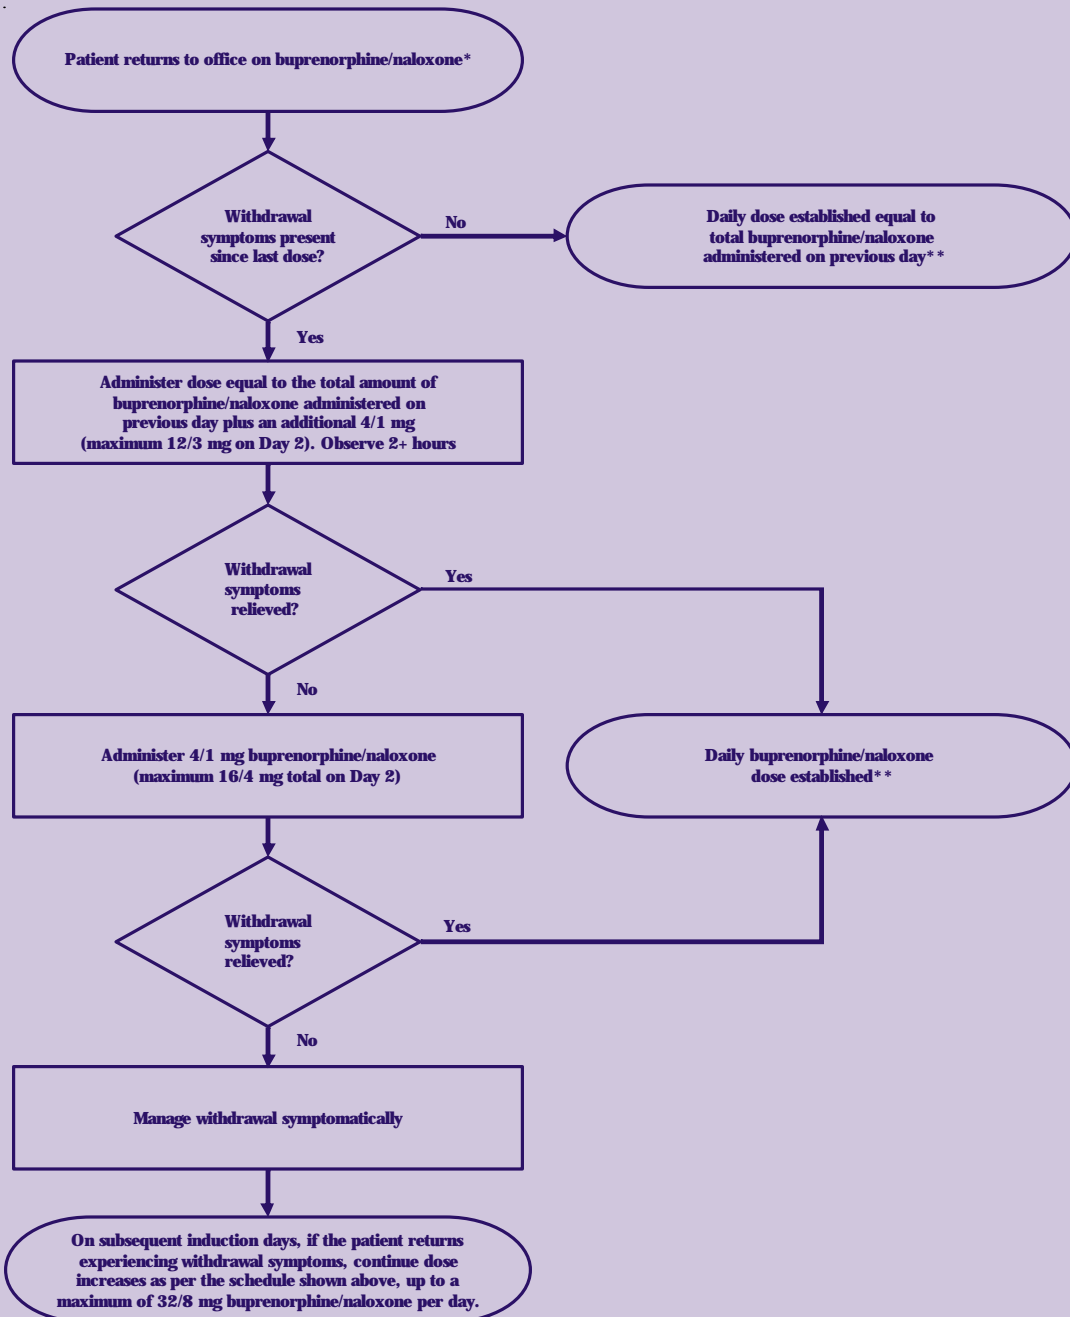 Patient returns to office on buprenorphine/naloxone*
Withdrawal
symptoms present
since last dose?
No
Daily dose established equal to
total buprenorphine/naloxone
administered on previous day**
Yes
Administer dose equal to the total amount of
buprenorphine/naloxone administered on
previous day plus an additional 4/1 mg
(maximum 12/3 mg on Day 2). Observe 2+ hours
Withdrawal
symptoms
relieved?
Yes
No
Administer 4/1 mg buprenorphine/naloxone
(maximum 16/4 mg total on Day 2)
Daily buprenorphine/naloxone
dose established**
Withdrawal
symptoms
relieved?
Yes
No
Manage withdrawal symptomatically
On subsequent induction days, if the patient returns
experiencing withdrawal symptoms, continue dose
increases as per the schedule shown above, up to a
maximum of 32/8 mg buprenorphine/naloxone per day.